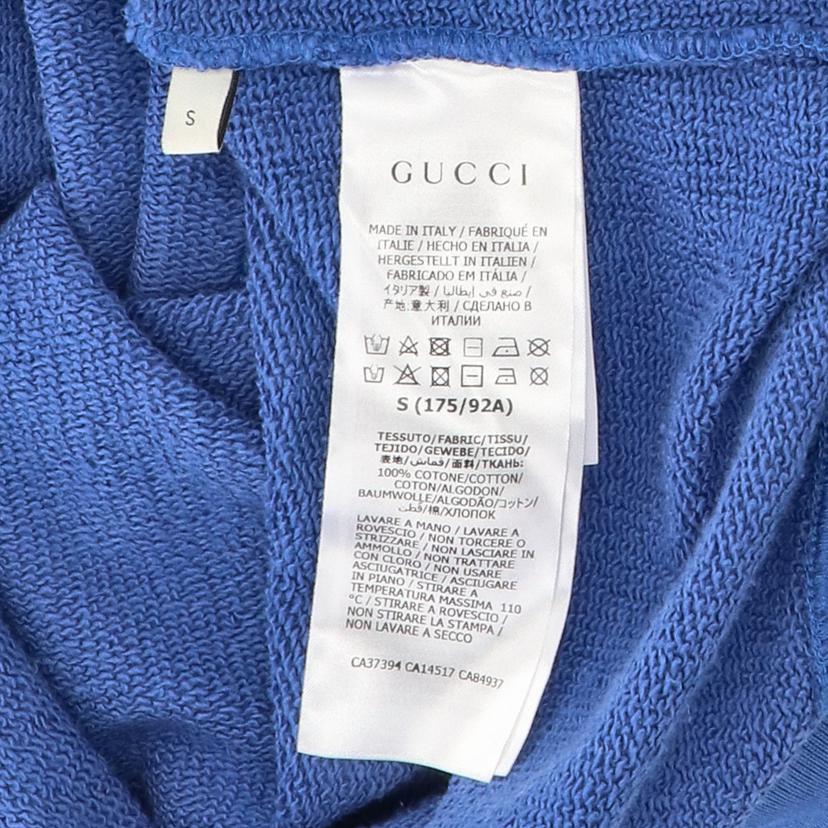 S
GUCCI
MADE IN ITALY / FABRIQUÉ EN
ITALIE / HECHO EN ITALIA /
HERGESTELLT IN ITALIEN /
FABRICADO EM ITÁLIA /
イタリア製 / صنع في إيطاليا /
产地:意大利 / СДЕЛАНО В
ИТАЛИИ
S (175/92A)
TESSUTO/FABRIC/TISSU/
TEJIDO/GEWEBE/TECIDO/
表地/قماش/面料/ТКАНЬ:
100% COTONE/COTTON/
COTON/ALGODON/
BAUMWOLLE/ALGODÃO/コットン/
قطن/棉/ХЛОПОК
LAVARE A MANO / LAVARE A
ROVESCIO / NON TORCERE O
STRIZZARE / NON LASCIARE IN
AMMOLLO / NON TRATTARE
CON CLORO / NON USARE
ASCIUGATRICE / ASCIUGARE
IN PIANO / STIRARE A
TEMPERATURA MASSIMA 110
°C / STIRARE A ROVESCIO /
NON STIRARE LA STAMPA /
NON LAVARE A SECCO
CA37394 CA14517 CA84937